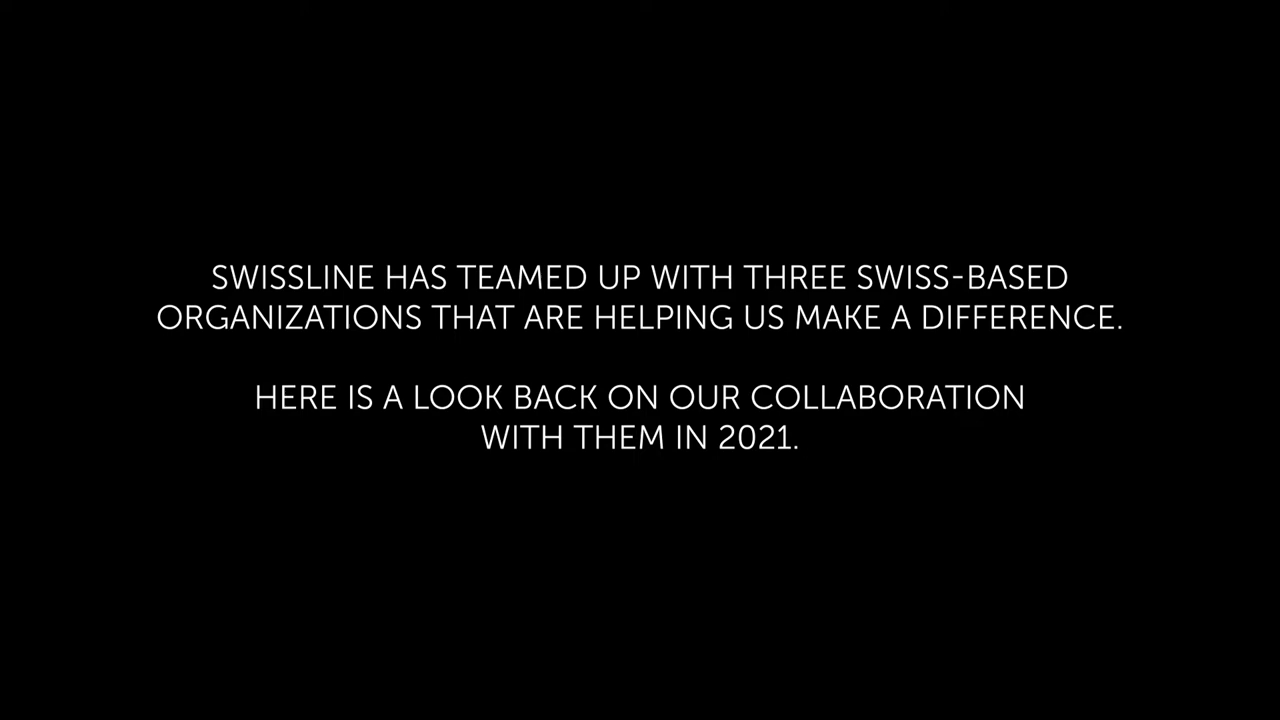 SWISSLINE HAS TEAMED UP WITH THREE SWISS-BASED
ORGANIZATIONS THAT ARE HELPING US MAKE A DIFFERENCE.
HERE IS A LOOK BACK ON OUR COLLABORATION
WITH THEM IN 2021.